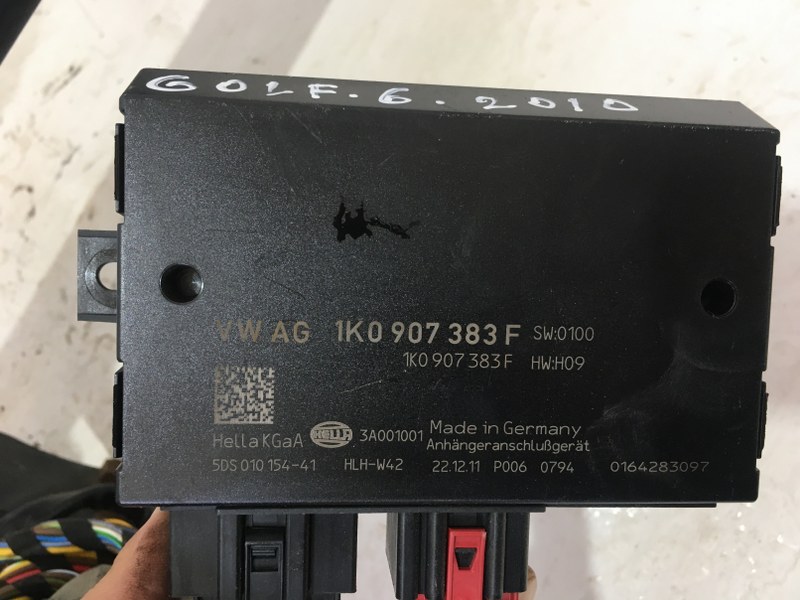 GOLF.6.2010
VW AG 1K0 907 383 F SW:0100
1K0 907 383 F HW:H09
Hella KGaA HELLA 3A001001 Made in Germany
Anhängeranschlußgerät
5DS 010 154-41 HLH-W42 22.12.11 P006 0794 0164283097